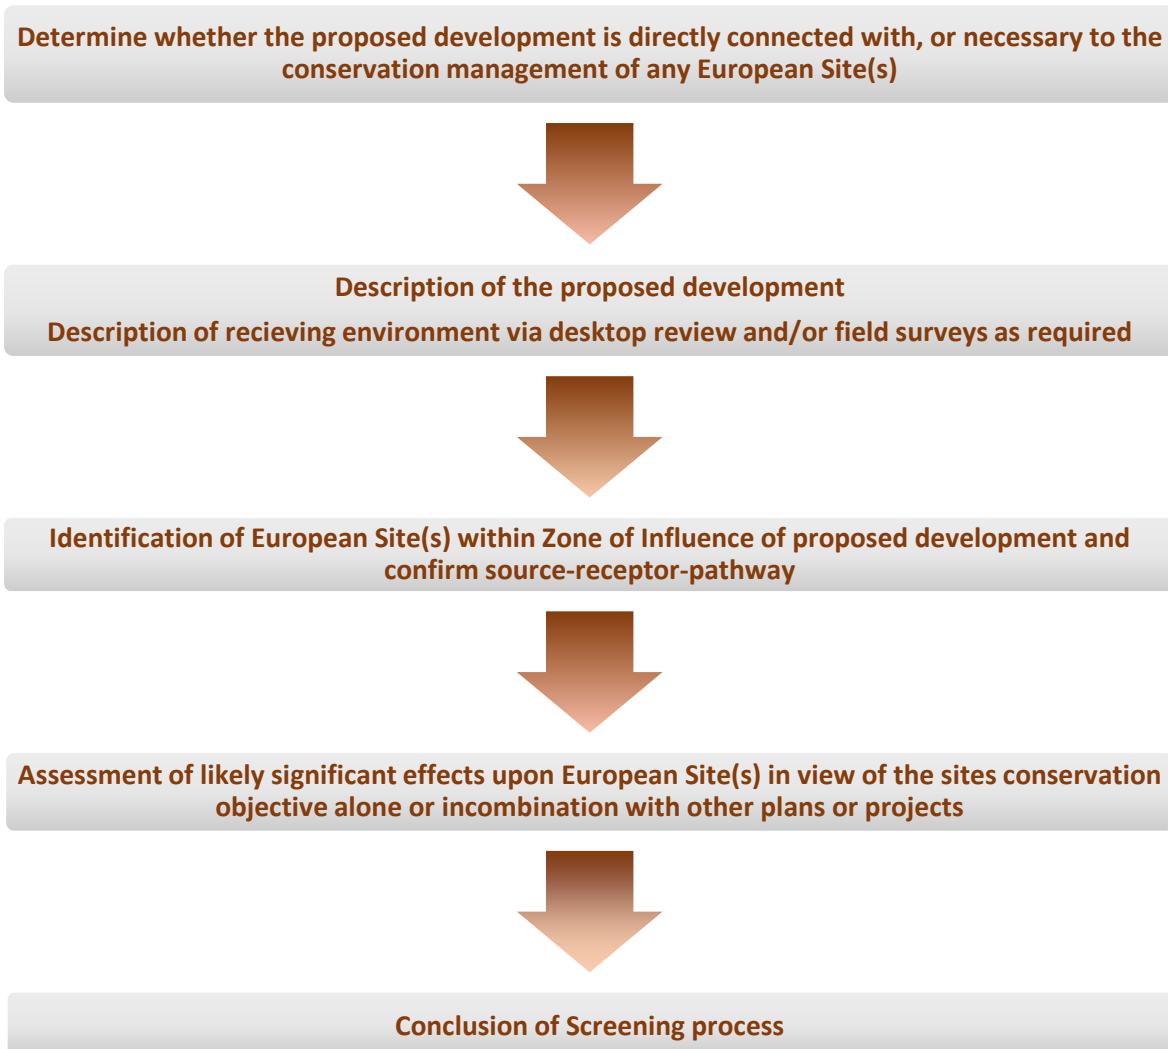 Determine whether the proposed development is directly connected with, or necessary to the
conservation management of any European Site(s)
Description of the proposed development
Description of recieving environment via desktop review and/or field surveys as required
Identification of European Site(s) within Zone of Influence of proposed development and
confirm source-receptor-pathway
Assessment of likely significant effects upon European Site(s) in view of the sites conservation
objective alone or incombination with other plans or projects
Conclusion of Screening process